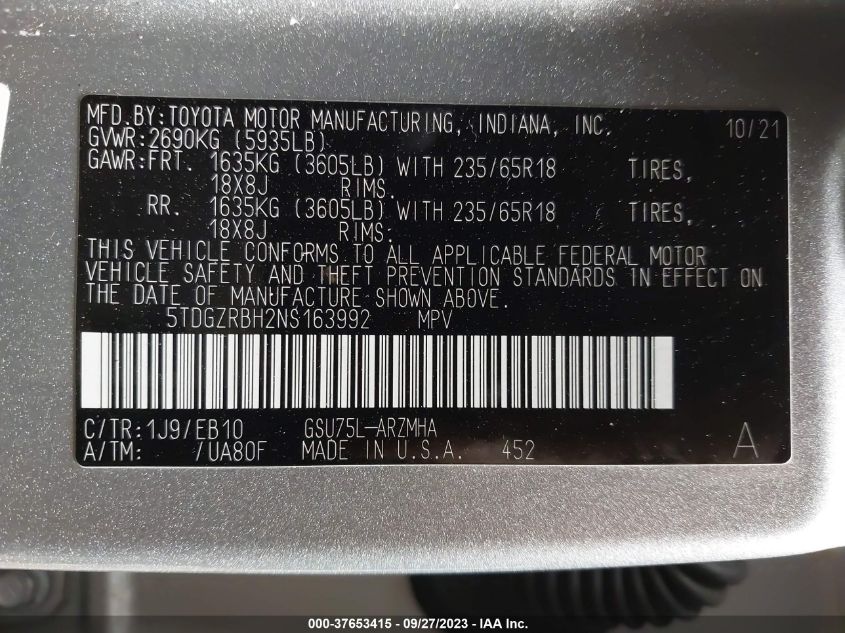 MFD.BY:TOYOTA MOTOR MANUFACTURING, INDIANA, INC. 10/21
GVWR:2690KG (5935LB)
GAWR:FRT. 1635KG (3605LB) WITH 235/65R18 TIRES,
18X8J RIMS.
RR. 1635KG (3605LB) WITH 235/65R18 TIRES,
18X8J RIMS.
THIS VEHICLE CONFORMS TO ALL APPLICABLE FEDERAL MOTOR
VEHICLE SAFETY AND THEFT PREVENTION STANDARDS IN EFFECT ON
THE DATE OF MANUFACTURE SHOWN ABOVE.
5TDGZRBH2NS163992 MPV
C/TR:1J9/EB10 GSU75L-ARZMHA
A/TM: /UA80F MADE IN U.S.A. 452 A
000-37653415 - 09/27/2023 - IAA Inc.